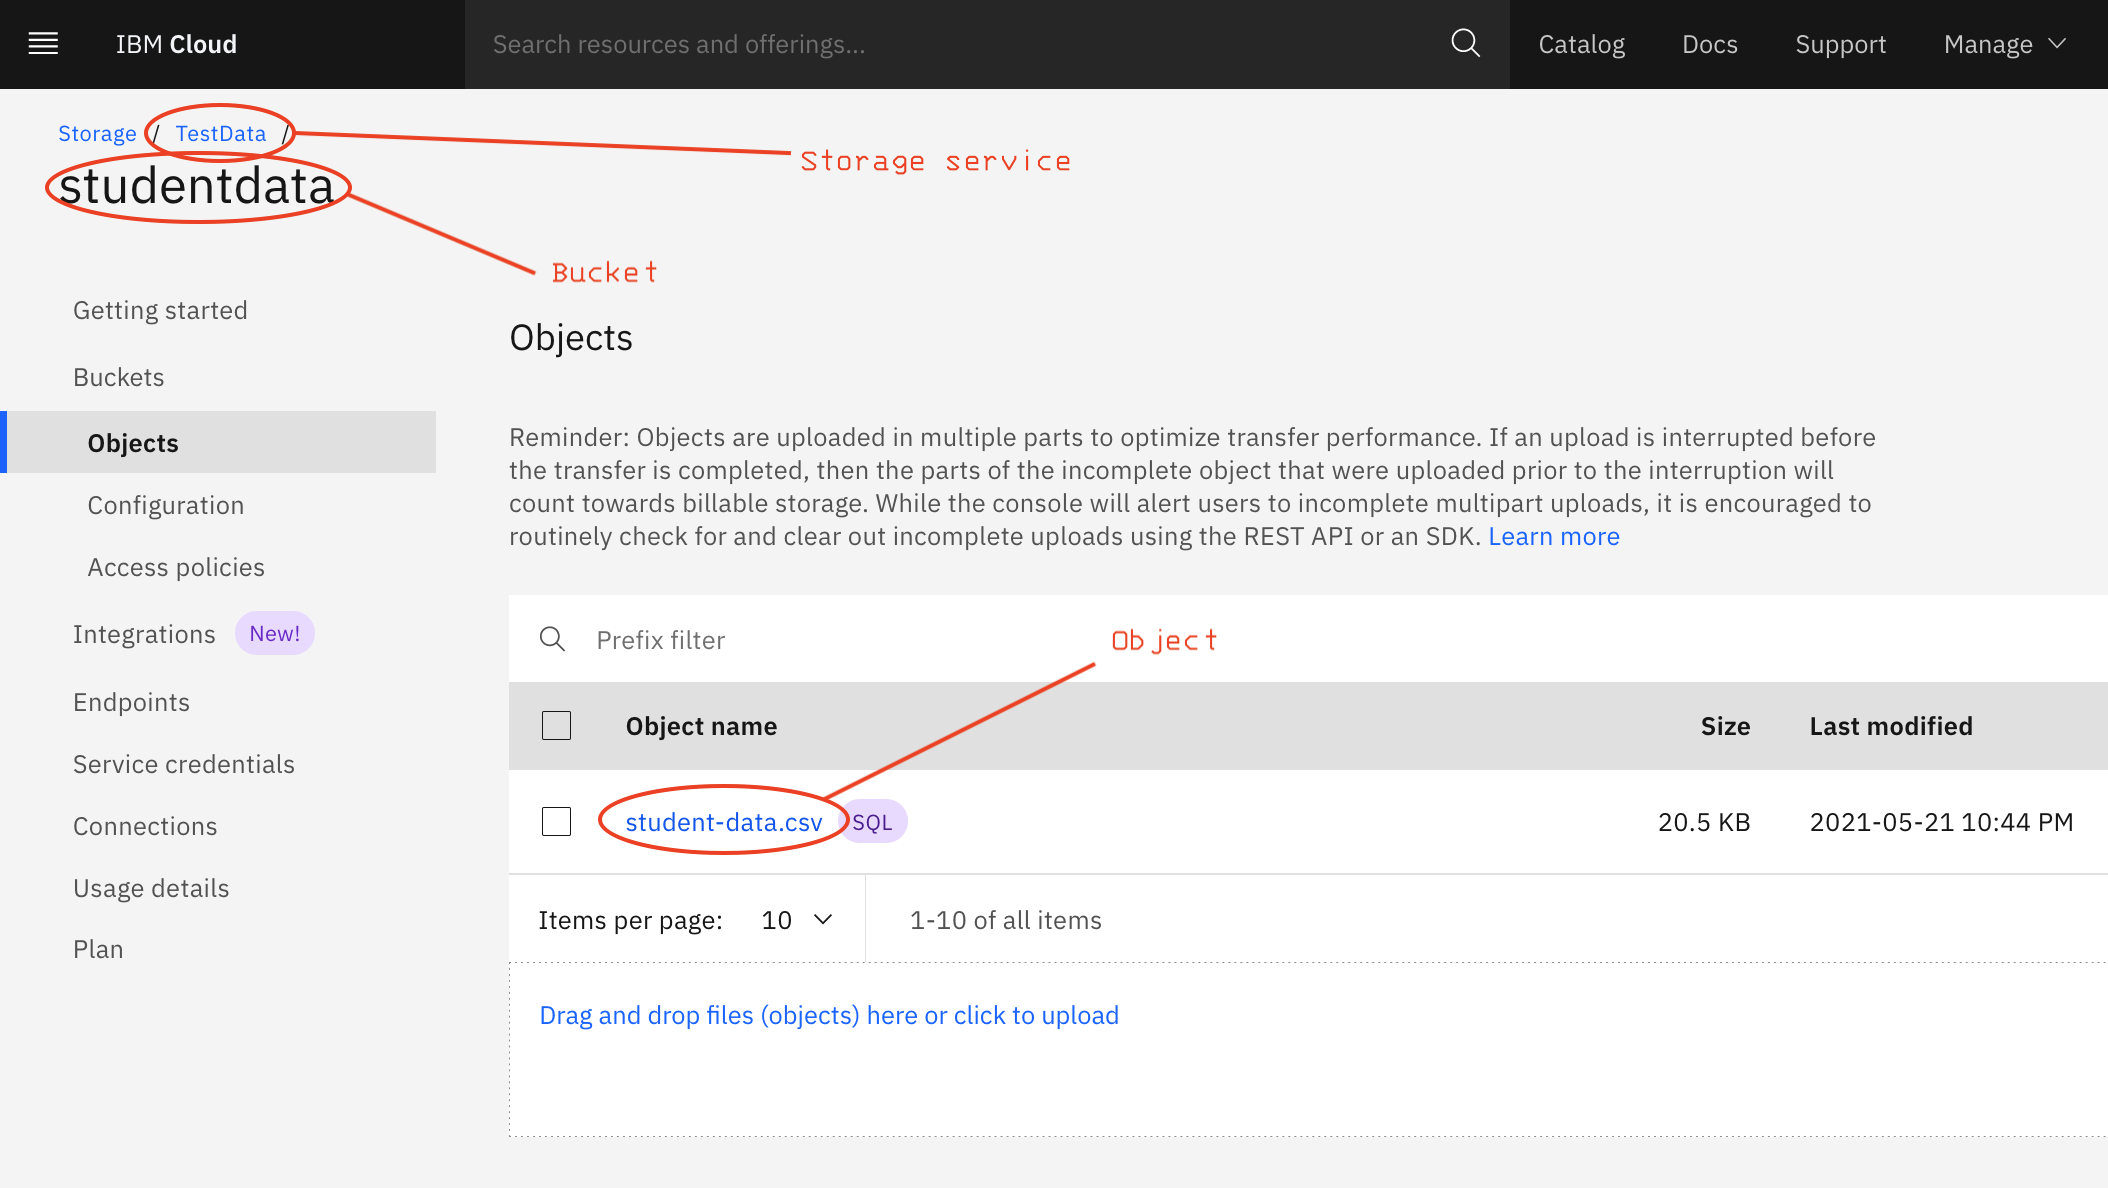 IBM Cloud
Search resources and offerings...
Catalog
Docs
Support
Manage
Storage / TestData /
Storage service
studentdata
Bucket
Getting started
Buckets
Objects
Configuration
Access policies
Integrations New!
Endpoints
Service credentials
Connections
Usage details
Plan
Objects
Reminder: Objects are uploaded in multiple parts to optimize transfer performance. If an upload is interrupted before
the transfer is completed, then the parts of the incomplete object that were uploaded prior to the interruption will
count towards billable storage. While the console will alert users to incomplete multipart uploads, it is encouraged to
routinely check for and clear out incomplete uploads using the REST API or an SDK. Learn more
Prefix filter
Object
Object name Size Last modified
student-data.csv SQL 20.5 KB 2021-05-21 10:44 PM
Items per page: 10 1-10 of all items
Drag and drop files (objects) here or click to upload